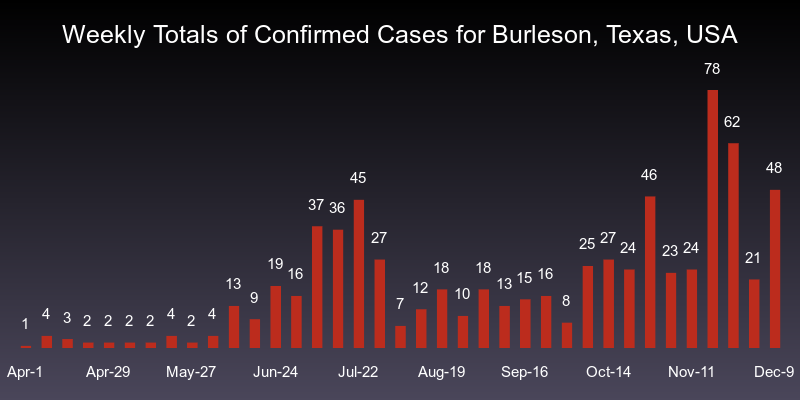 Weekly Totals of Confirmed Cases for Burleson, Texas, USA
1 4 3 2 2 2 2 4 2 4 13 9 19 16 37 36 45 27 7 12 18 10 18 13 15 16 8 25 27 24 46 23 24 78 62 21 48
Apr-1 Apr-29 May-27 Jun-24 Jul-22 Aug-19 Sep-16 Oct-14 Nov-11 Dec-9